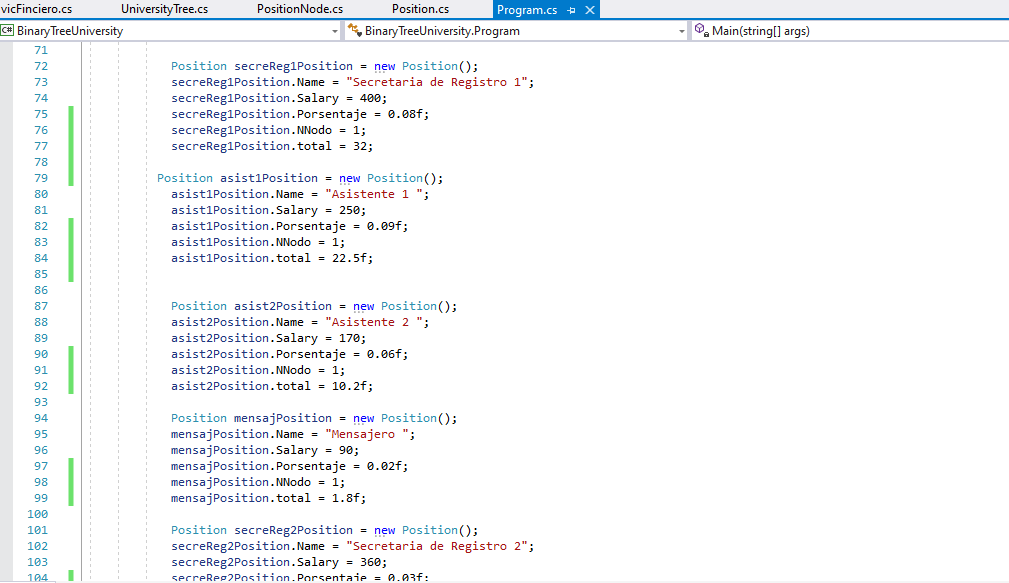 vicFinciero.cs UniversityTree.cs PositionNode.cs Position.cs Program.cs
C# BinaryTreeUniversity BinaryTreeUniversity.Program Main(string[] args)
71
72 Position secreReg1Position = new Position();
73 secreReg1Position.Name = "Secretaria de Registro 1";
74 secreReg1Position.Salary = 400;
75 secreReg1Position.Porsentaje = 0.08f;
76 secreReg1Position.NNodo = 1;
77 secreReg1Position.total = 32;
78
79 Position asist1Position = new Position();
80 asist1Position.Name = "Asistente 1 ";
81 asist1Position.Salary = 250;
82 asist1Position.Porsentaje = 0.09f;
83 asist1Position.NNodo = 1;
84 asist1Position.total = 22.5f;
85
86
87 Position asist2Position = new Position();
88 asist2Position.Name = "Asistente 2 ";
89 asist2Position.Salary = 170;
90 asist2Position.Porsentaje = 0.06f;
91 asist2Position.NNodo = 1;
92 asist2Position.total = 10.2f;
93
94 Position mensajPosition = new Position();
95 mensajPosition.Name = "Mensajero ";
96 mensajPosition.Salary = 90;
97 mensajPosition.Porsentaje = 0.02f;
98 mensajPosition.NNodo = 1;
99 mensajPosition.total = 1.8f;
100
101 Position secreReg2Position = new Position();
102 secreReg2Position.Name = "Secretaria de Registro 2";
103 secreReg2Position.Salary = 360;
104 secreReg2Position.Porsentaje = 0.03f;